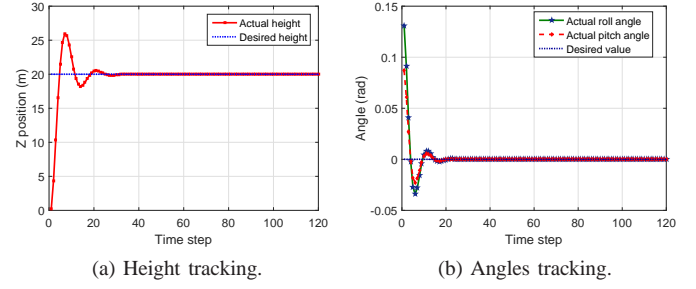 30
25
20
15
10
5
0
Z position (m)
0 20 40 60 80 100 120
Time step
Actual height
Desired height
(a) Height tracking.
0.15
0.1
0.05
0
-0.05
Angle (rad)
0 20 40 60 80 100 120
Time step
Actual roll angle
Actual pitch angle
Desired value
(b) Angles tracking.